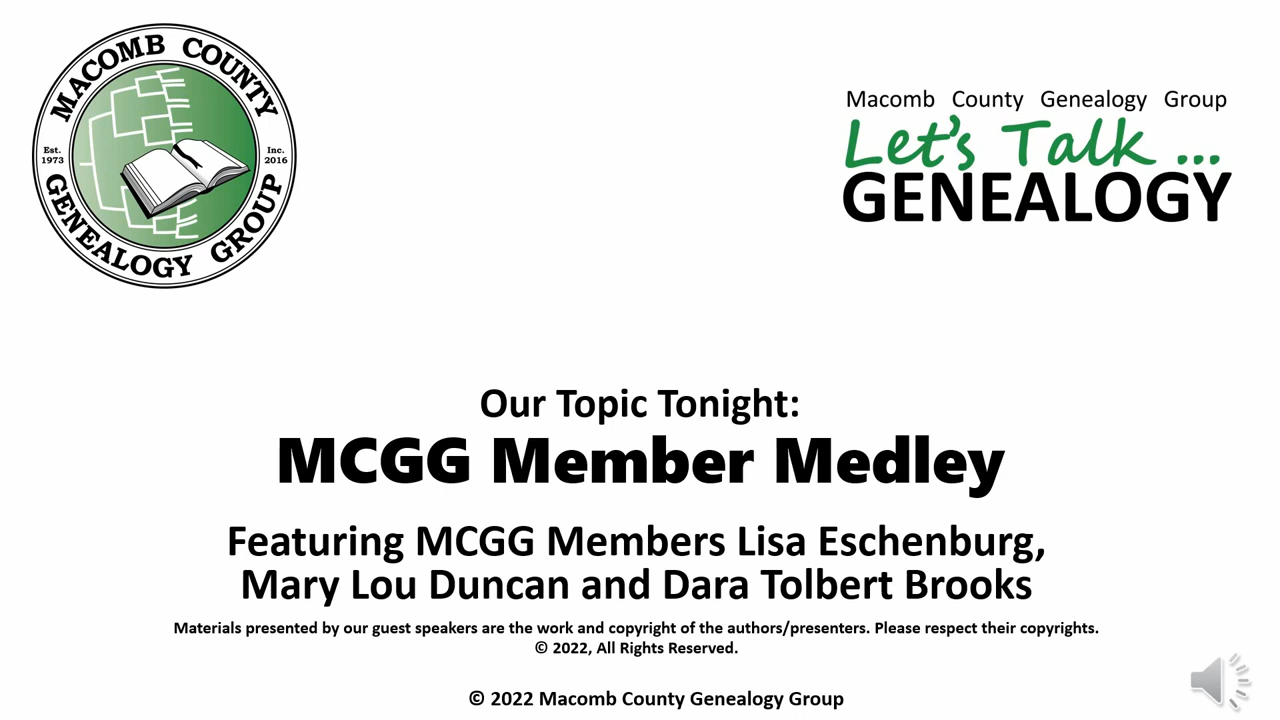 MACOMB COUNTY
Est.
1973
Inc.
2016
GENEALOGY GROUP
Macomb County Genealogy Group
Let's Talk ...
GENEALOGY
Our Topic Tonight:
MCGG Member Medley
Featuring MCGG Members Lisa Eschenburg,
Mary Lou Duncan and Dara Tolbert Brooks
Materials presented by our guest speakers are the work and copyright of the authors/presenters. Please respect their copyrights.
© 2022, All Rights Reserved.
© 2022 Macomb County Genealogy Group